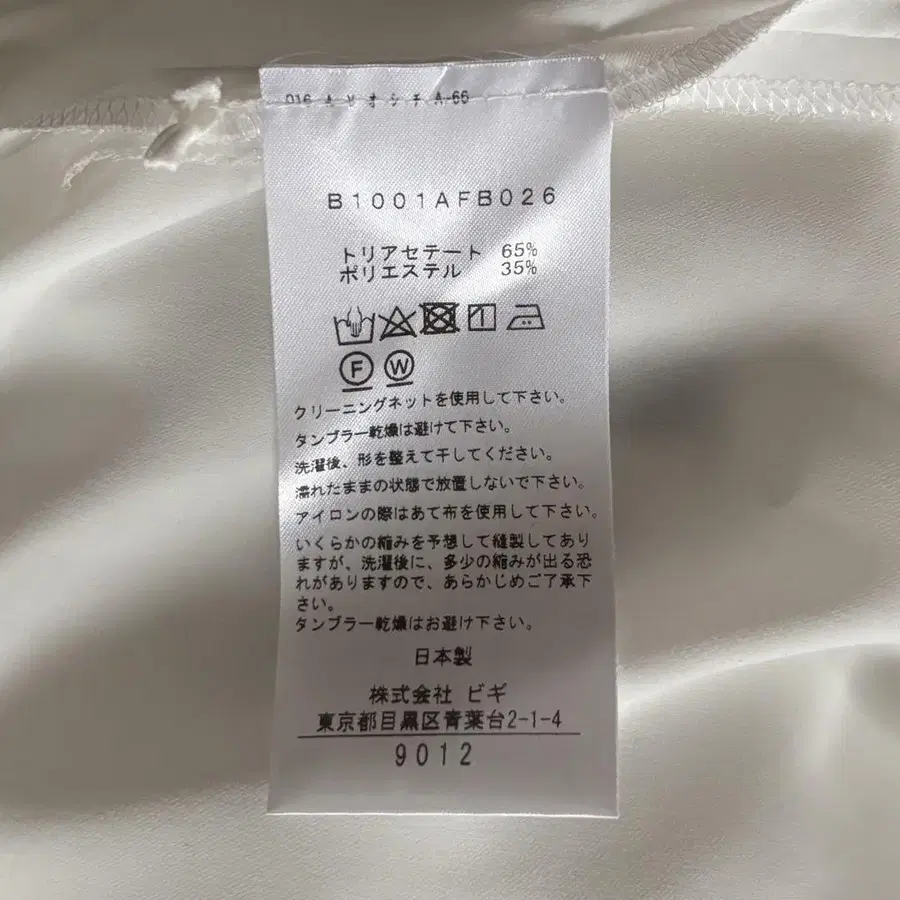 016 ネリオシチ A-66
B1001AFB026
トリアセテート 65%
ポリエステル 35%
F W
クリーニングネットを使用して下さい。
タンブラー乾燥は避けて下さい。
洗濯後、形を整えて干してください。
濡れたままの状態で放置しないで下さい。
アイロンの際はあて布を使用して下さい。
いくらかの縮みを予想して縫製してあり
ますが、洗濯後に、多少の縮みが出る恐
れがありますので、あらかじめご了承下
さい。
タンブラー乾燥はお避け下さい。
日本製
株式会社 ビギ
東京都目黒区青葉台2-1-4
9012